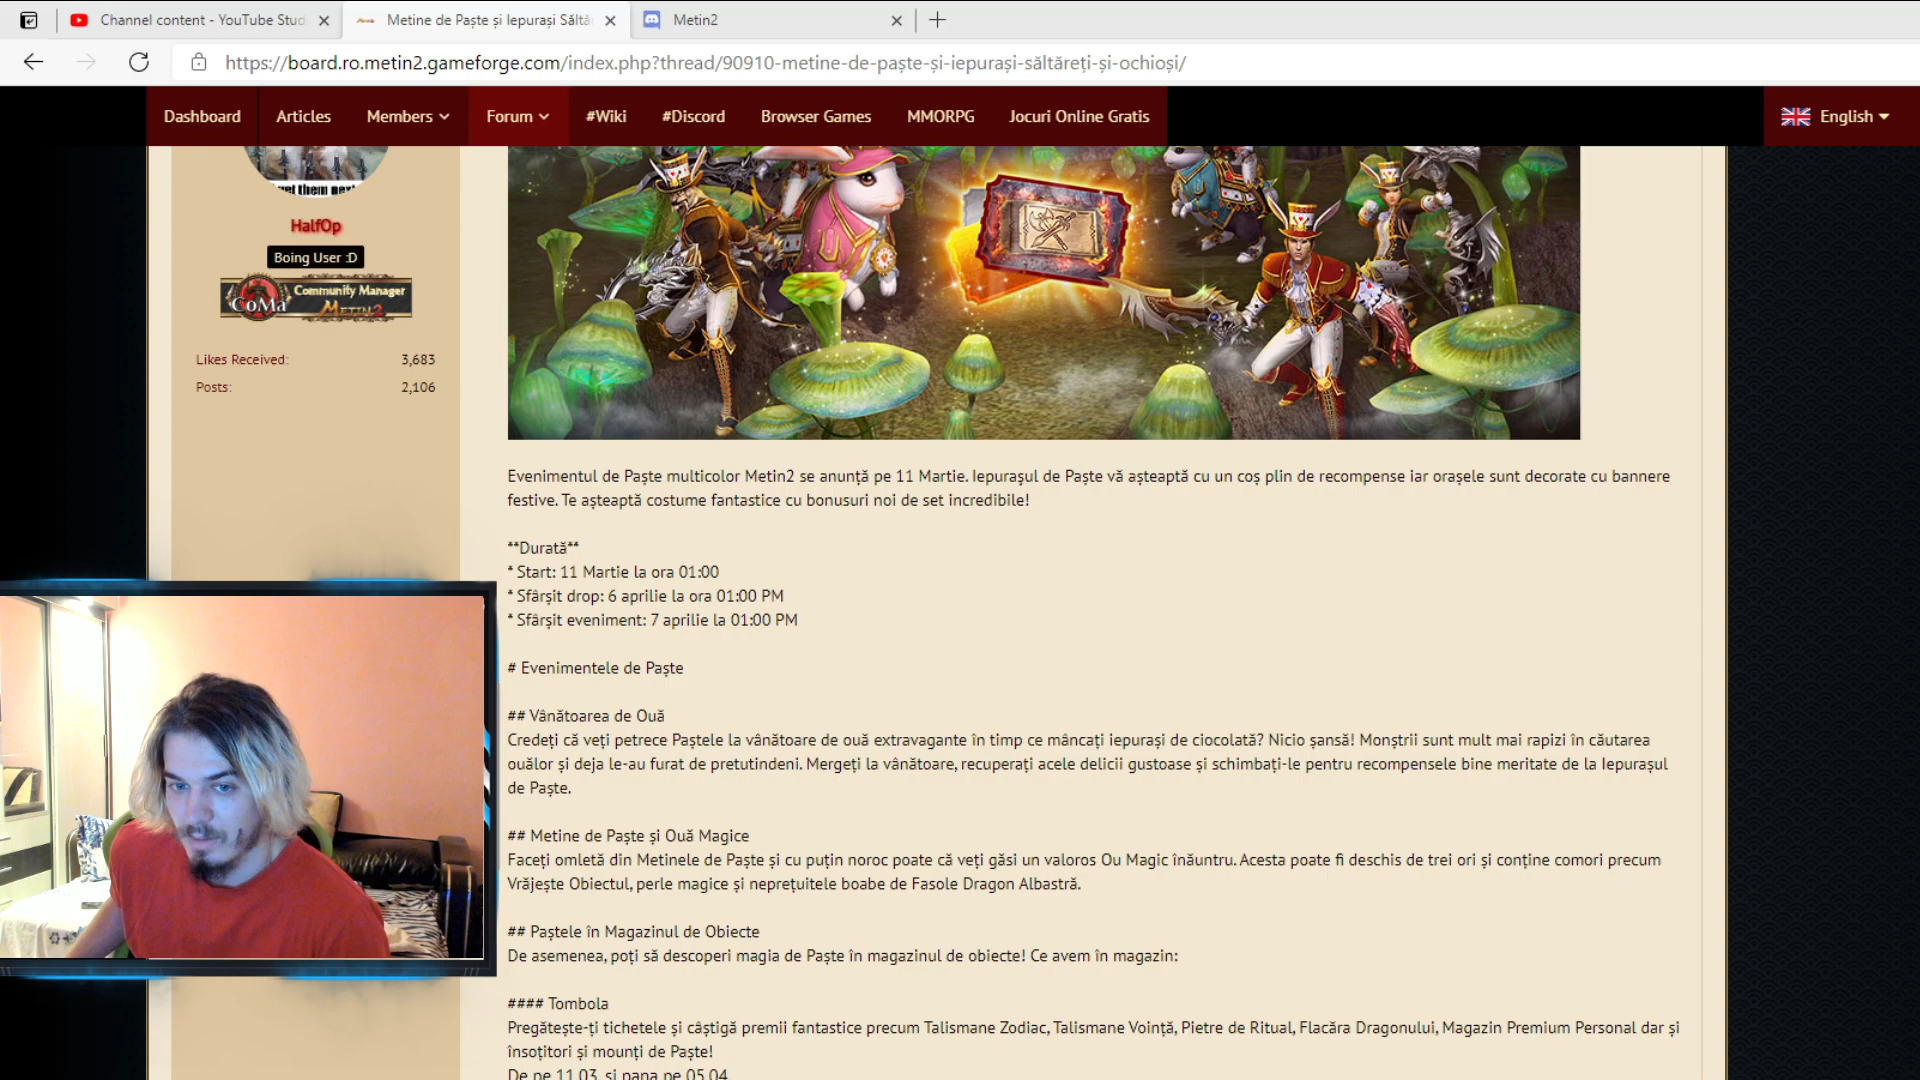 Channel content - YouTube Stud
Metine de Paște și Iepurași Săltă
Metin2
https://board.ro.metin2.gameforge.com/index.php?thread/90910-metine-de-paște-și-iepurași-săltăreți-și-ochioși/
Dashboard Articles Members Forum #Wiki #Discord Browser Games MMORPG Jocuri Online Gratis English
HalfOp
Boing User :D
CoMa Community Manager
METIN2
Likes Received: 3,683
Posts: 2,106
Evenimentul de Paște multicolor Metin2 se anunță pe 11 Martie. Iepurașul de Paște vă așteaptă cu un coș plin de recompense iar orașele sunt decorate cu bannere
festive. Te așteaptă costume fantastice cu bonusuri noi de set incredibile!
**Durată**
* Start: 11 Martie la ora 01:00
* Sfârșit drop: 6 aprilie la ora 01:00 PM
* Sfârșit eveniment: 7 aprilie la 01:00 PM
# Evenimentele de Paște
## Vânătoarea de Ouă
Credeți că veți petrece Paștele la vânătoare de ouă extravagante în timp ce mâncați iepurași de ciocolată? Nicio șansă! Monștrii sunt mult mai rapizi în căutarea
ouălor și deja le-au furat de pretutindeni. Mergeți la vânătoare, recuperați acele delicii gustoase și schimbați-le pentru recompensele bine meritate de la Iepurașul
de Paște.
## Metine de Paște și Ouă Magice
Faceți omletă din Metinele de Paște și cu puțin noroc poate că veți găsi un valoros Ou Magic înăuntru. Acesta poate fi deschis de trei ori și conține comori precum
Vrăjește Obiectul, perle magice și neprețuitele boabe de Fasole Dragon Albastră.
## Paștele în Magazinul de Obiecte
De asemenea, poți să descoperi magia de Paște în magazinul de obiecte! Ce avem în magazin:
#### Tombola
Pregătește-ți tichetele și câștigă premii fantastice precum Talismane Zodiac, Talismane Voință, Pietre de Ritual, Flacăra Dragonului, Magazin Premium Personal dar și
însoțitori și mounți de Paște!
De pe 11.03. și pana pe 05.04.